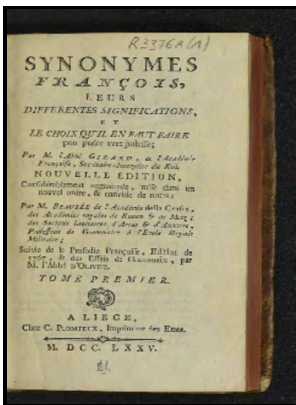 R3376A(1)
SYNONYMES
FRANÇOIS,
LEURS
DIFFÉRENTES SIGNIFICATIONS,
ET
LE CHOIX QU'IL EN FAUT FAIRE
pour parler avec justesse;
Par M. l'Abbé GIRARD, de l'Académie
Françoise, Secrétaire-Interprète du Roi.
NOUVELLE ÉDITION,
Considérablement augmentée, mise dans un
nouvel ordre, & enrichie de notes:
Par M. BEAUZÉE de l'Académie della Crusca,
des Académies royales de Rouen & de Metz;
des Sociétés Littéraires d'Arras & d'Auxerre,
Professeur de Grammaire à l'École Royale
Militaire;
Suivie de la Prosodie Françoise, Edition de
1767, & des Essais de Grammaire, par
M. l'Abbé D'OLIVET.
TOME PREMIER.
A LIEGE,
Chez C. PLOMTEUX, Imprimeur des Etats.
M. DCC. LXXV.